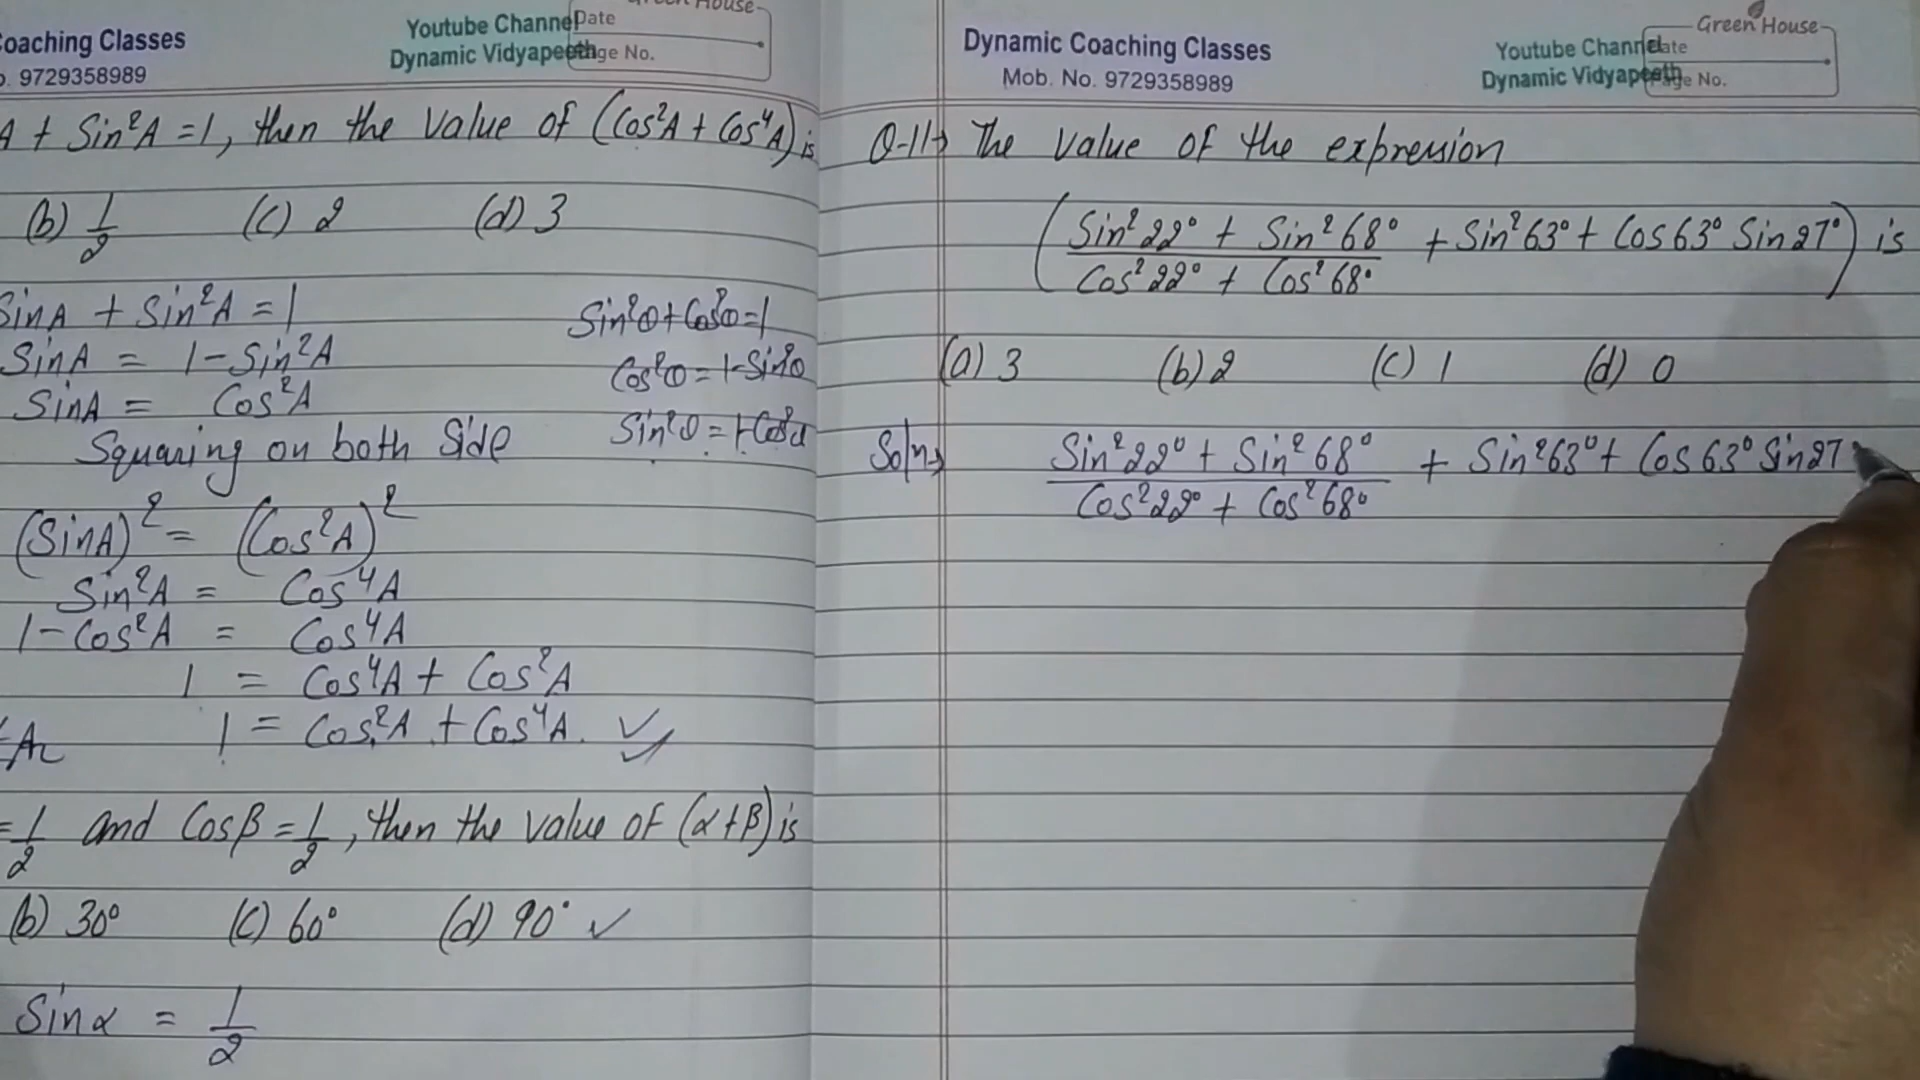 Coaching Classes
Youtube Channel
Dynamic Vidyapeeth
Date
Page No.
. 9729358989
A + Sin²A = 1, then the value of (Cos²A + Cos⁴A) is
(b) 1/2 (c) 2 (d) 3
SinA + Sin²A = 1
SinA = 1 - Sin²A
SinA = Cos²A
Sin²θ + Cos²θ = 1
Cos²θ = 1 - Sin²θ
Sin²θ = 1 - Cos²θ
Squaring on both Side
(SinA)² = (Cos²A)²
Sin²A = Cos⁴A
1 - Cos²A = Cos⁴A
1 = Cos⁴A + Cos²A
1 = Cos²A + Cos⁴A. ✓
= 1/2 and Cosβ = 1/2, then the value of (α+β) is
(b) 30° (c) 60° (d) 90° ✓
Sinα = 1/2
Dynamic Coaching Classes
Mob. No. 9729358989
Youtube Channel
Dynamic Vidyapeeth
Green House
Date
Page No.
Q-11→ The value of the expression
(Sin²22° + Sin²68° / Cos²22° + Cos²68° + Sin²63° + Cos63° Sin27°) is
(a) 3 (b) 2 (c) 1 (d) 0
Soln→ Sin²22° + Sin²68° / Cos²22° + Cos²68° + Sin²63° + Cos63° Sin27